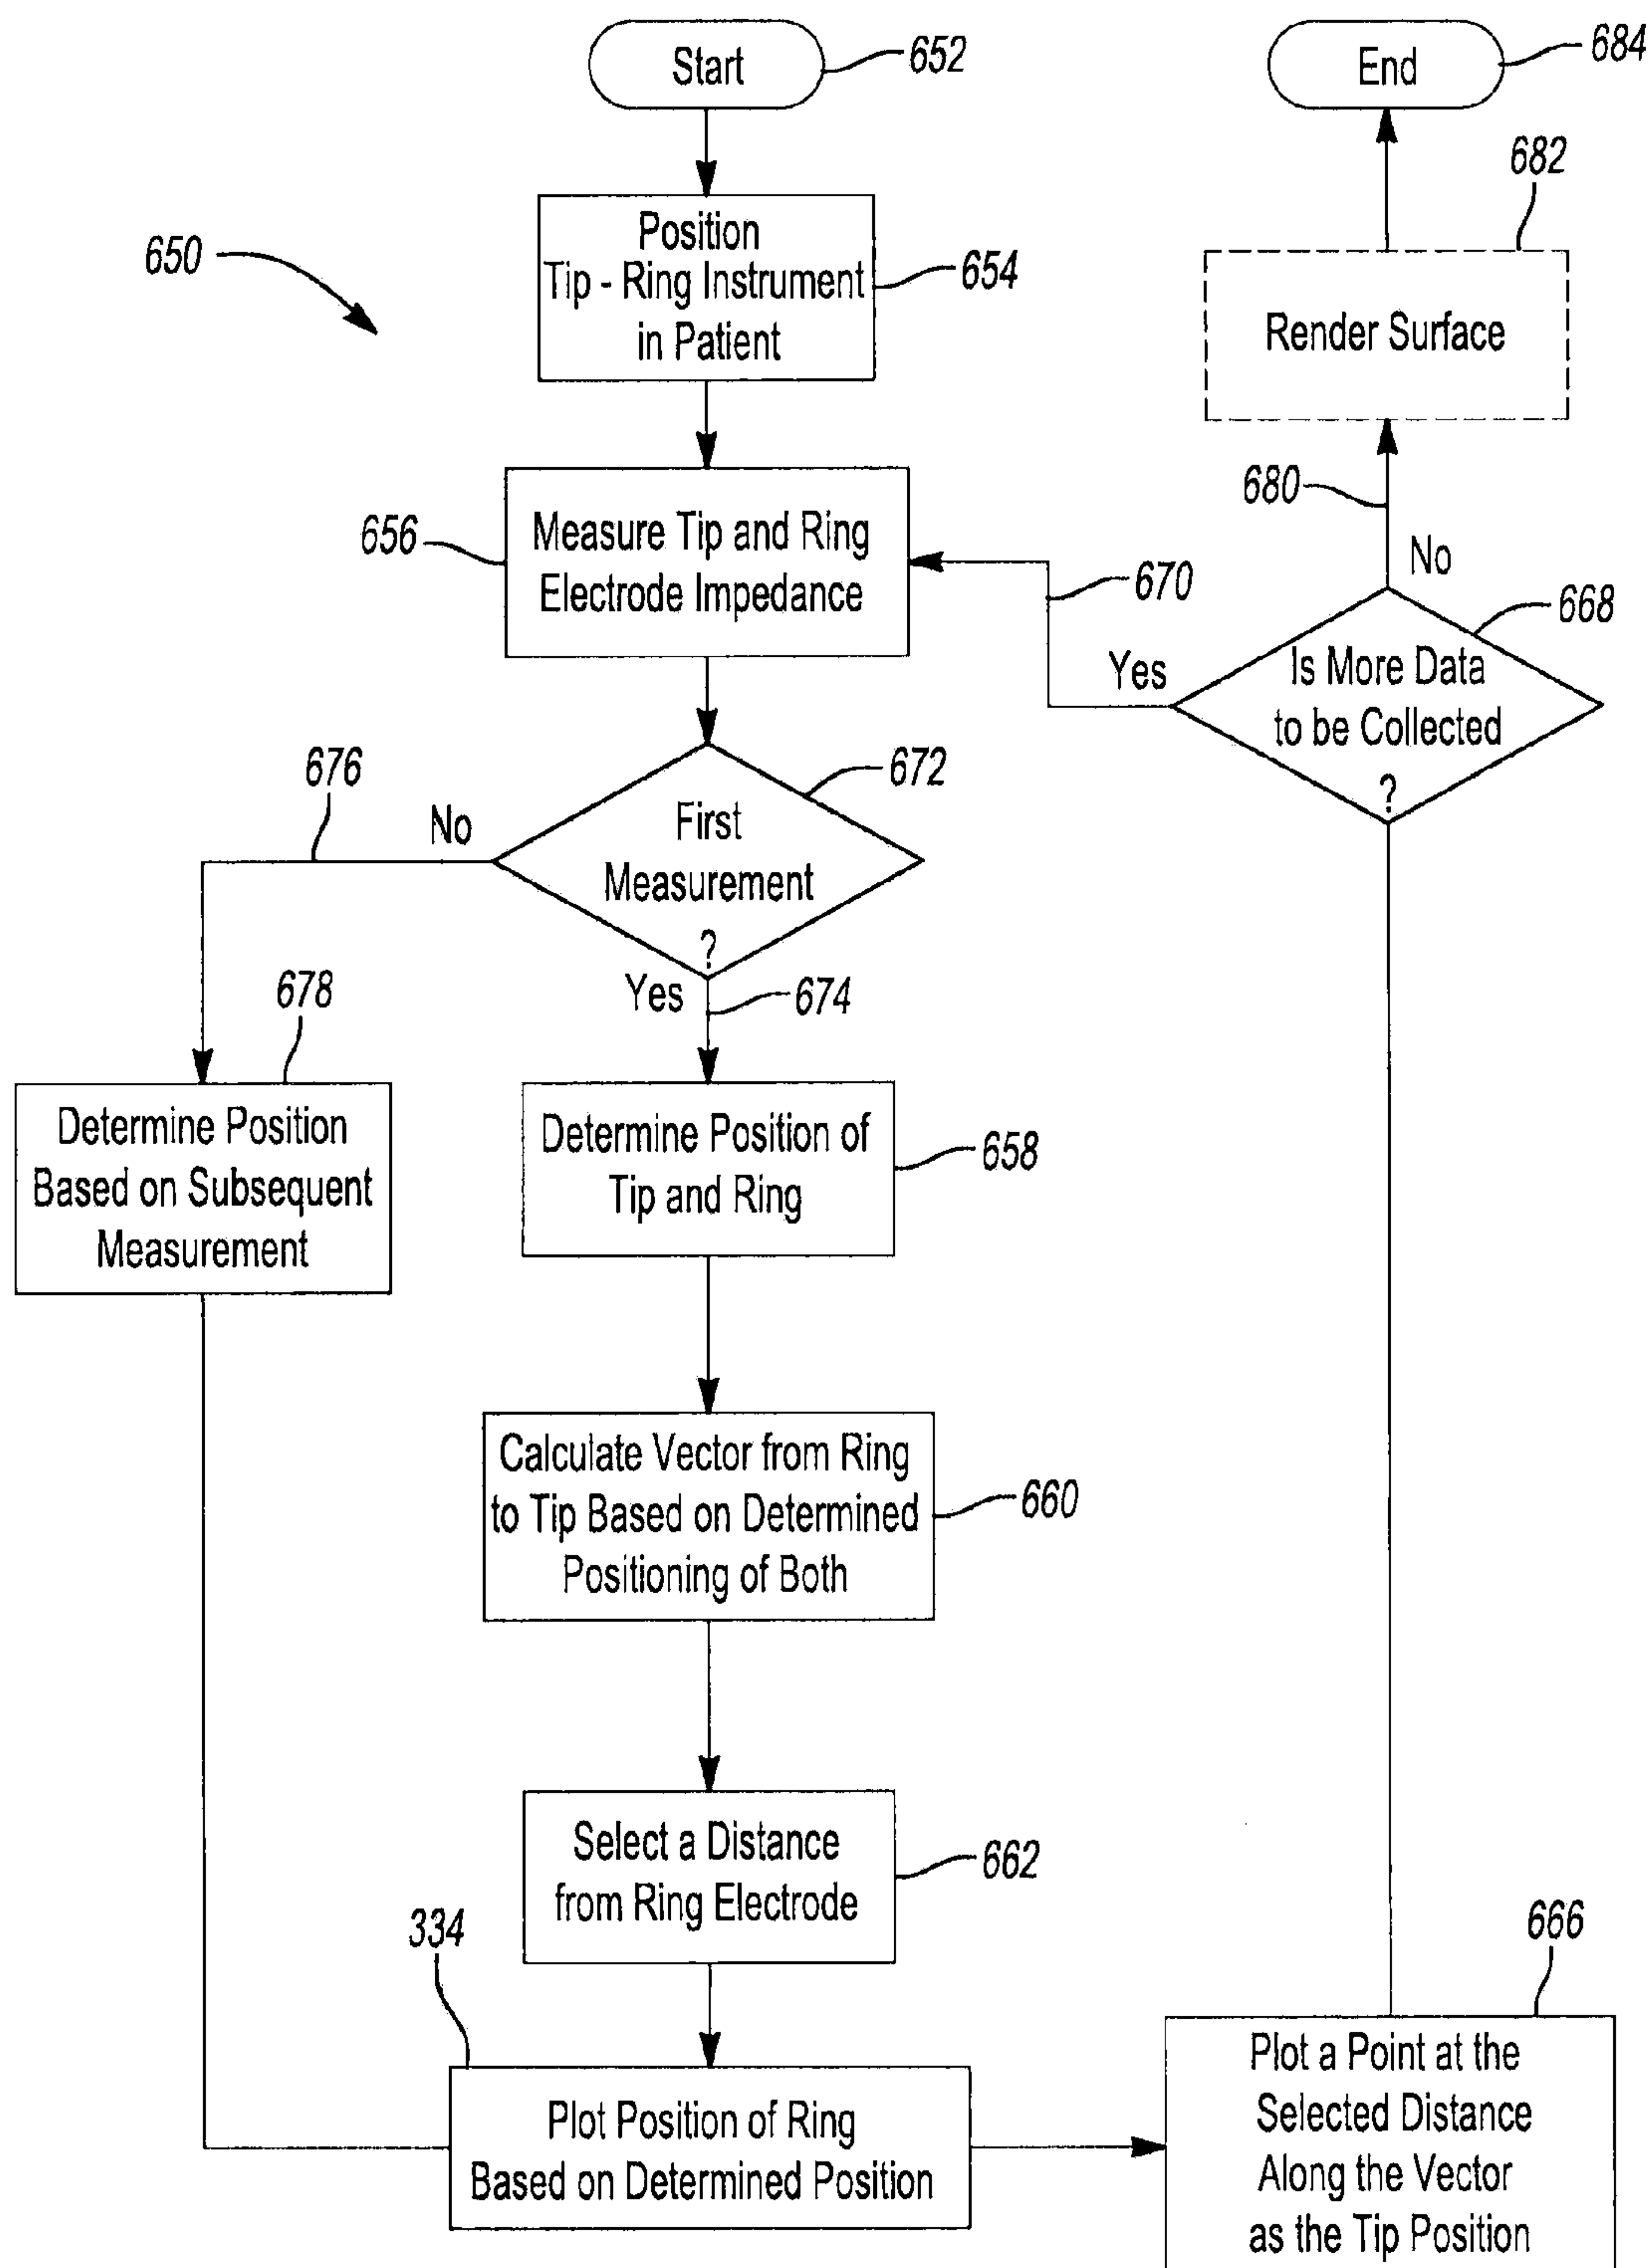 Start
652
End
684
682
650
Position
Tip - Ring Instrument
in Patient
654
Render Surface
656
Measure Tip and Ring
Electrode Impedance
670
680
No
668
Yes
Is More Data
to be Collected
?
676
No
672
First
Measurement
?
Yes
674
678
Determine Position
Based on Subsequent
Measurement
Determine Position of
Tip and Ring
658
Calculate Vector from Ring
to Tip Based on Determined
Positioning of Both
660
Select a Distance
from Ring Electrode
662
334
Plot Position of Ring
Based on Determined Position
666
Plot a Point at the
Selected Distance
Along the Vector
as the Tip Position